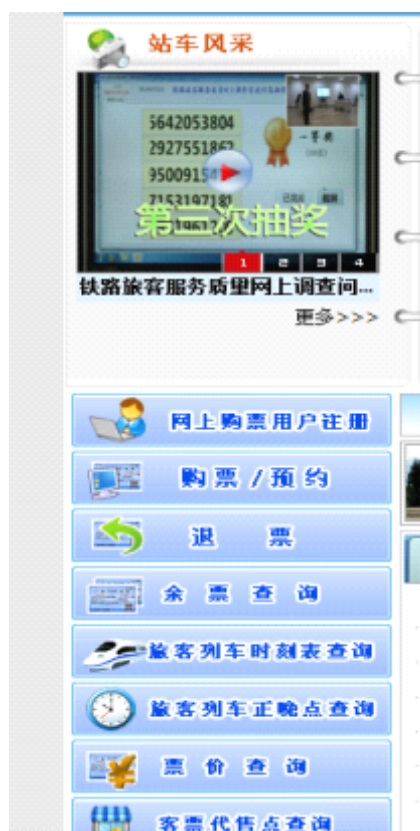 站车风采
5642053804
一等奖
7153197181
第三次抽奖
1 2 3 4
铁路旅客服务质量网上调查问...
更多>>>
网上购票用户注册
购票/预约
退 票
余票查询
旅客列车时刻表查询
旅客列车正晚点查询
票价查询
客票代售点查询